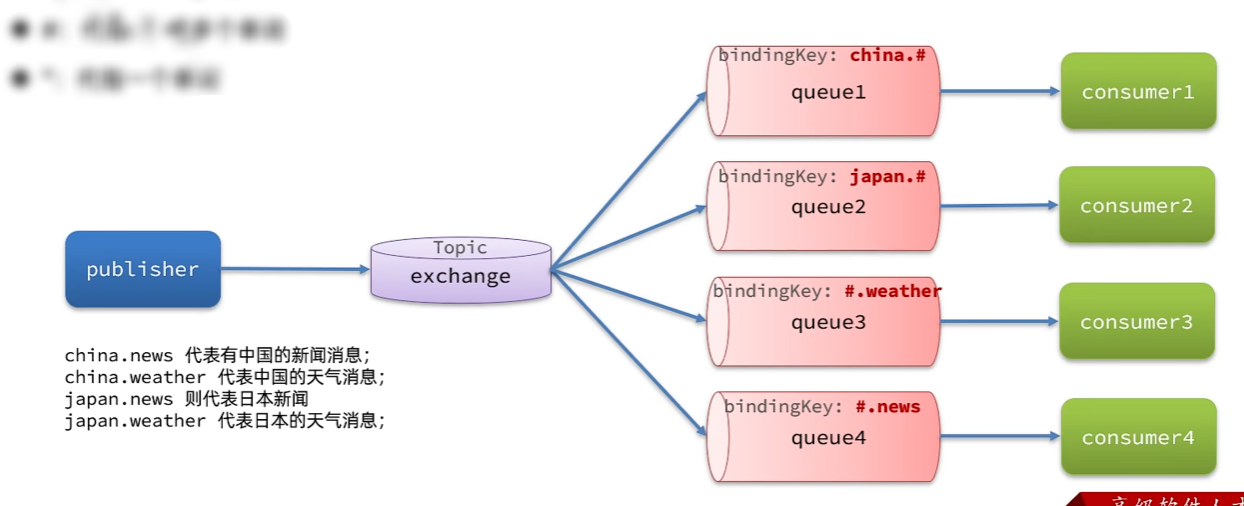 bindingKey: china.#
queue1
consumer1
bindingKey: japan.#
queue2
consumer2
publisher
Topic
exchange
bindingKey: #.weather
queue3
consumer3
bindingKey: #.news
queue4
consumer4
china.news 代表有中国的新闻消息；
china.weather 代表中国的天气消息；
japan.news 则代表日本新闻
japan.weather 代表日本的天气消息；